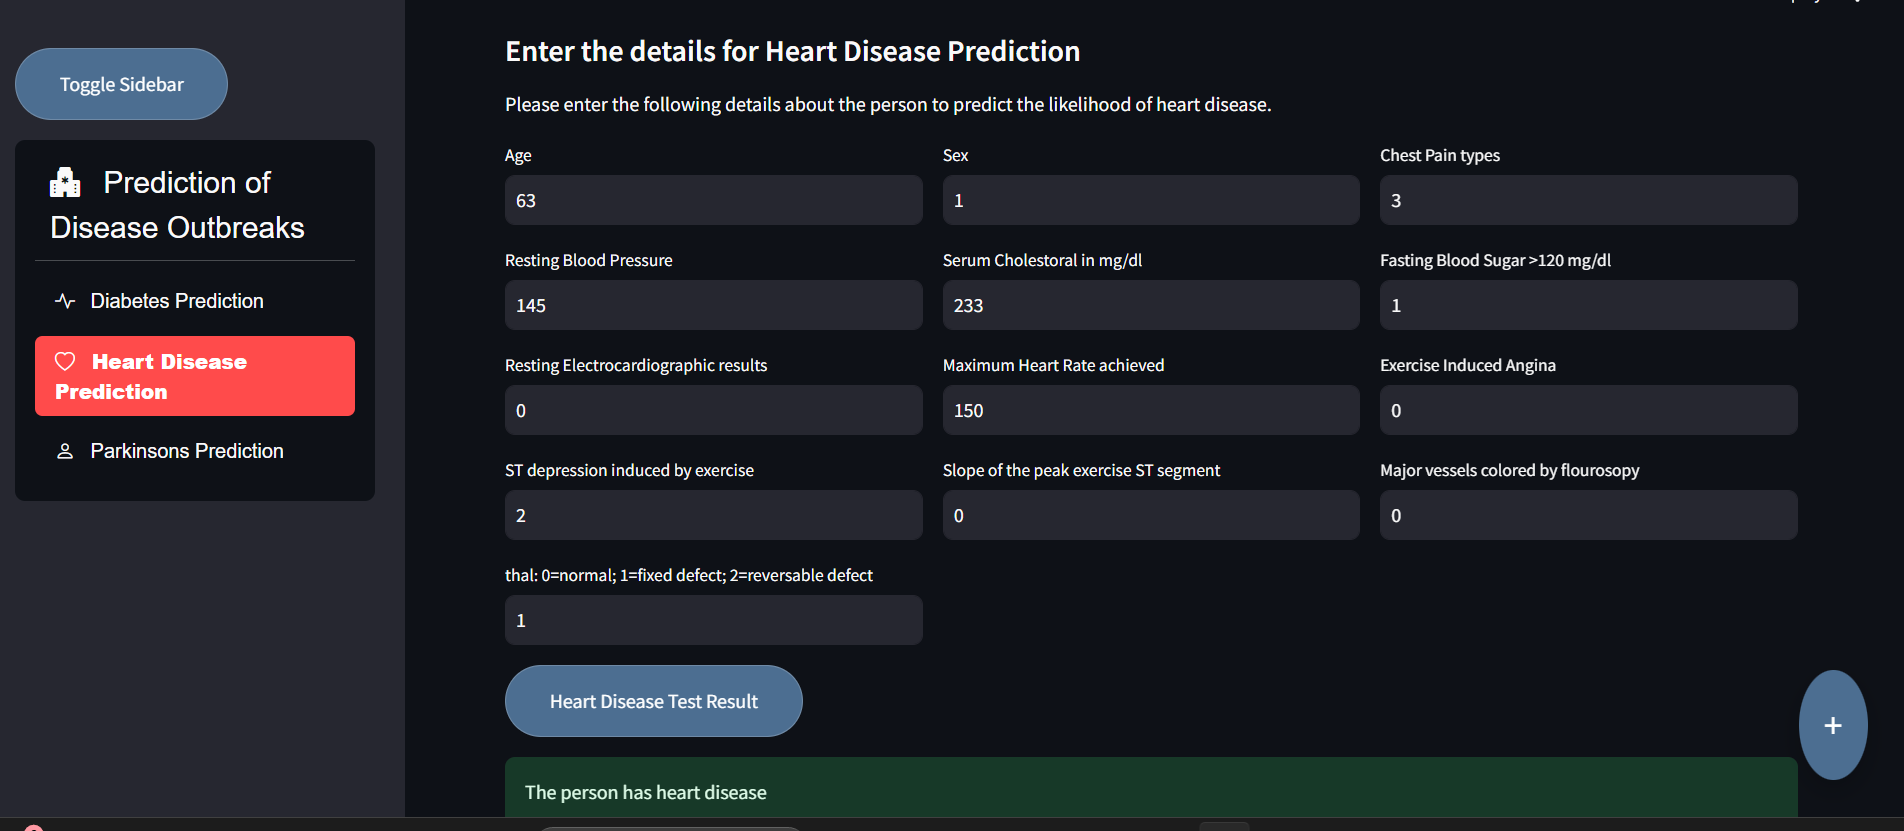 Toggle Sidebar
Prediction of
Disease Outbreaks
Diabetes Prediction
Heart Disease
Prediction
Parkinsons Prediction
Enter the details for Heart Disease Prediction
Please enter the following details about the person to predict the likelihood of heart disease.
Age
Sex
Chest Pain types
63
1
3
Resting Blood Pressure
Serum Cholestoral in mg/dl
Fasting Blood Sugar >120 mg/dl
145
233
1
Resting Electrocardiographic results
Maximum Heart Rate achieved
Exercise Induced Angina
0
150
0
ST depression induced by exercise
Slope of the peak exercise ST segment
Major vessels colored by flourosopy
2
0
0
thal: 0=normal; 1=fixed defect; 2=reversable defect
1
Heart Disease Test Result
+
The person has heart disease